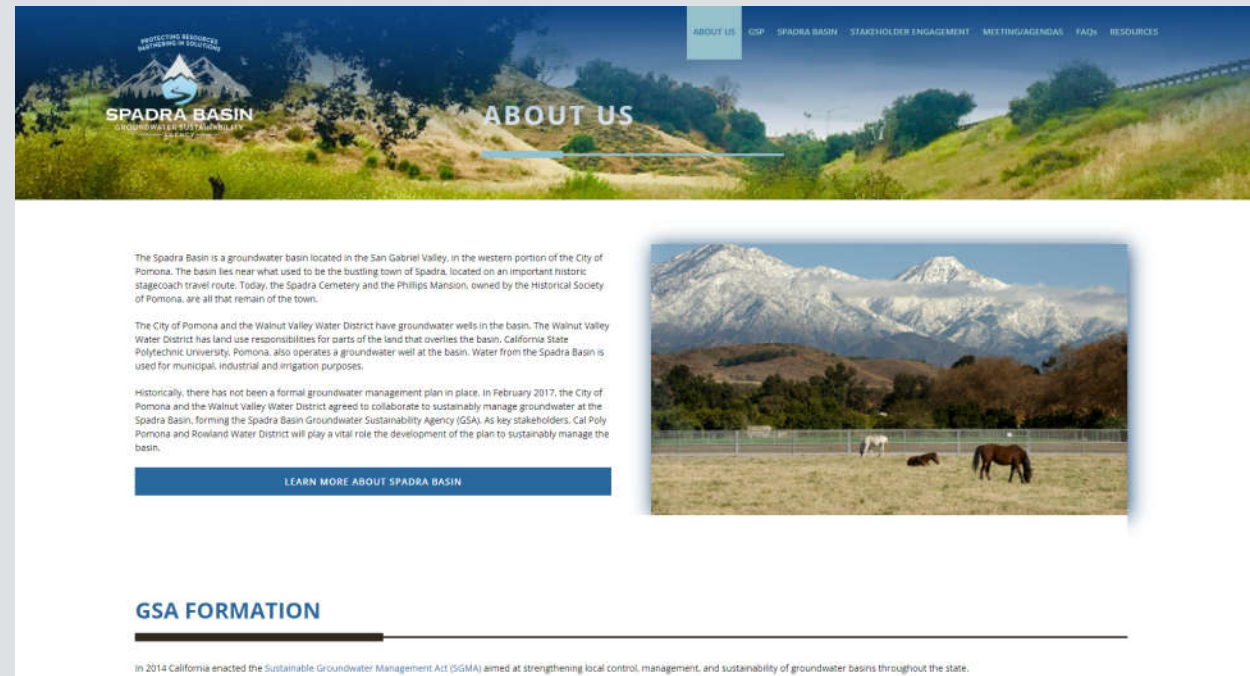 PROTECTING RESOURCES
PARTNERING IN SOLUTIONS
SPADRA BASIN
GROUNDWATER SUSTAINABILITY
AGENCY
ABOUT US GSP SPADRA BASIN STAKEHOLDER ENGAGEMENT MEETING/AGENDAS FAQs RESOURCES
ABOUT US
The Spadra Basin is a groundwater basin located in the San Gabriel Valley, in the western portion of the City of
Pomona. The basin lies near what used to be the bustling town of Spadra, located on an important historic
stagecoach travel route. Today, the Spadra Cemetery and the Phillips Mansion, owned by the Historical Society
of Pomona, are all that remain of the town.
The City of Pomona and the Walnut Valley Water District have groundwater wells in the basin. The Walnut Valley
Water District has land use responsibilities for parts of the land that overlies the basin. California State
Polytechnic University, Pomona, also operates a groundwater well at the basin. Water from the Spadra Basin is
used for municipal, industrial and irrigation purposes.
Historically, there has not been a formal groundwater management plan in place. In February 2017, the City of
Pomona and the Walnut Valley Water District agreed to collaborate to sustainably manage groundwater at the
Spadra Basin, forming the Spadra Basin Groundwater Sustainability Agency (GSA). As key stakeholders, Cal Poly
Pomona and Rowland Water District will play a vital role the development of the plan to sustainably manage the
basin.
LEARN MORE ABOUT SPADRA BASIN
GSA FORMATION
In 2014 California enacted the Sustainable Groundwater Management Act (SGMA) aimed at strengthening local control, management, and sustainability of groundwater basins throughout the state.